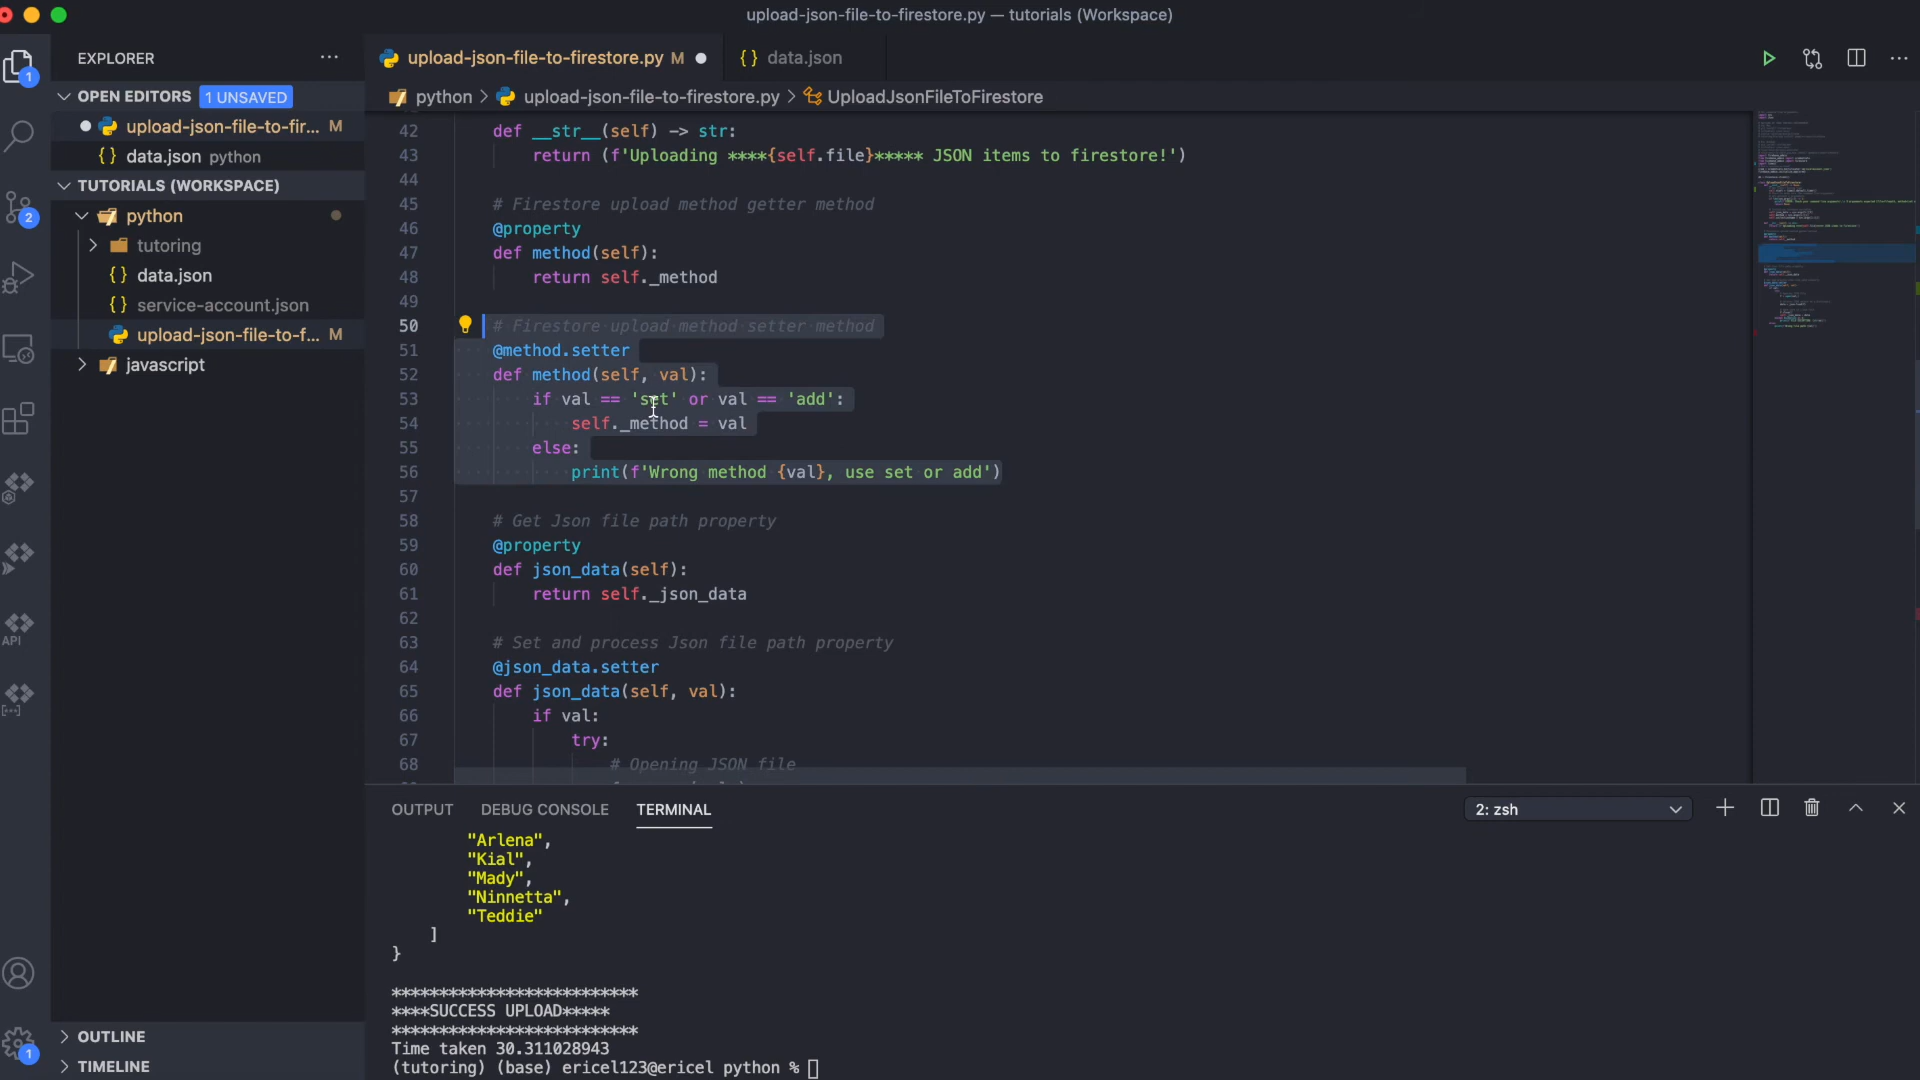 upload-json-file-to-firestore.py — tutorials (Workspace)
EXPLORER
1
OPEN EDITORS 1 UNSAVED
upload-json-file-to-fir... M
data.json python
TUTORIALS (WORKSPACE)
python
tutoring
data.json
service-account.json
upload-json-file-to-f... M
javascript
2
API
1
OUTLINE
TIMELINE
upload-json-file-to-firestore.py M
{} data.json
python > upload-json-file-to-firestore.py > UploadJsonFileToFirestore
42 def __str__(self) -> str:
43 return (f'Uploading ****{self.file}***** JSON items to firestore!')
44
45 # Firestore upload method getter method
46 @property
47 def method(self):
48 return self._method
49
50 # Firestore upload method setter method
51 @method.setter
52 def method(self, val):
53 if val == 'set' or val == 'add':
54 self._method = val
55 else:
56 print(f'Wrong method {val}, use set or add')
57
58 # Get Json file path property
59 @property
60 def json_data(self):
61 return self._json_data
62
63 # Set and process Json file path property
64 @json_data.setter
65 def json_data(self, val):
66 if val:
67 try:
68 # Opening JSON file
OUTPUT DEBUG CONSOLE TERMINAL 2: zsh
"Arlena",
"Kial",
"Mady",
"Ninnetta",
"Teddie"
]
}
**************************
****SUCCESS UPLOAD*****
**************************
Time taken 30.311028943
(tutoring) (base) ericel123@ericel python %